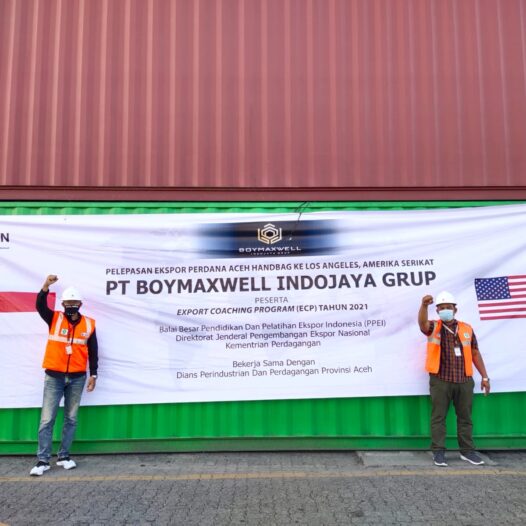 N
BOYMAXWELL
INDOJAYA GRUP
PELEPASAN EKSPOR PERDANA ACEH HANDBAG KE LOS ANGELES, AMERIKA SERIKAT
PT BOYMAXWELL INDOJAYA GRUP
PESERTA
EXPORT COACHING PROGRAM (ECP) TAHUN 2021
Balai Besar Pendidikan Dan Pelatihan Ekspor Indonesia (PPEI)
Direktorat Jenderal Pengembangan Ekspor Nasional
Kementrian Perdagangan
Bekerja Sama Dengan
Dians Perindustrian Dan Perdagangan Provinsi Aceh